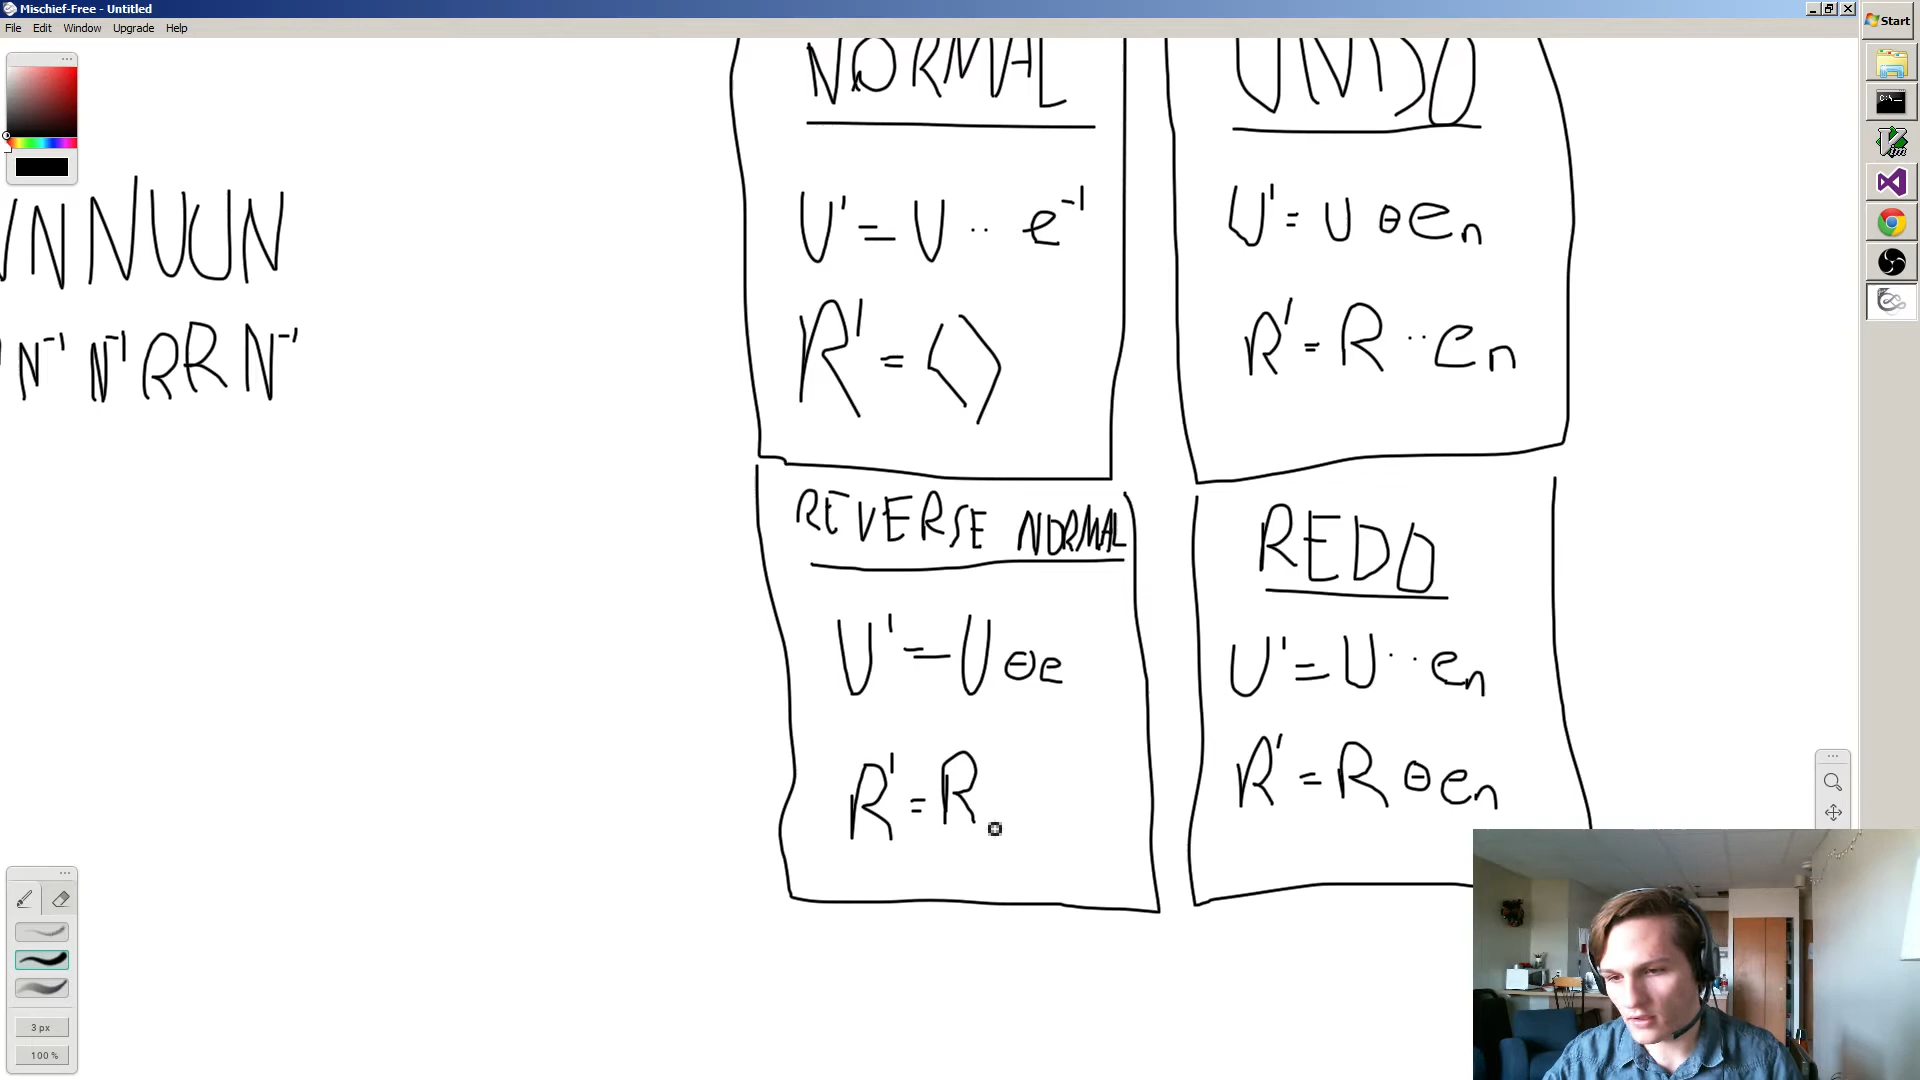 Mischief-Free - Untitled
File Edit Window Upgrade Help
Start
NORMAL
U' = U ·· e⁻¹
R' = ⟨⟩
UNDO
U' = U ⊖ eₙ
R' = R ·· eₙ
NNUUN
N⁻¹ N⁻¹ R R N⁻¹
REVERSE NORMAL
U' = U ⊖ e
R' = R
REDO
U' = U ·· eₙ
R' = R ⊖ eₙ
3 px
100 %